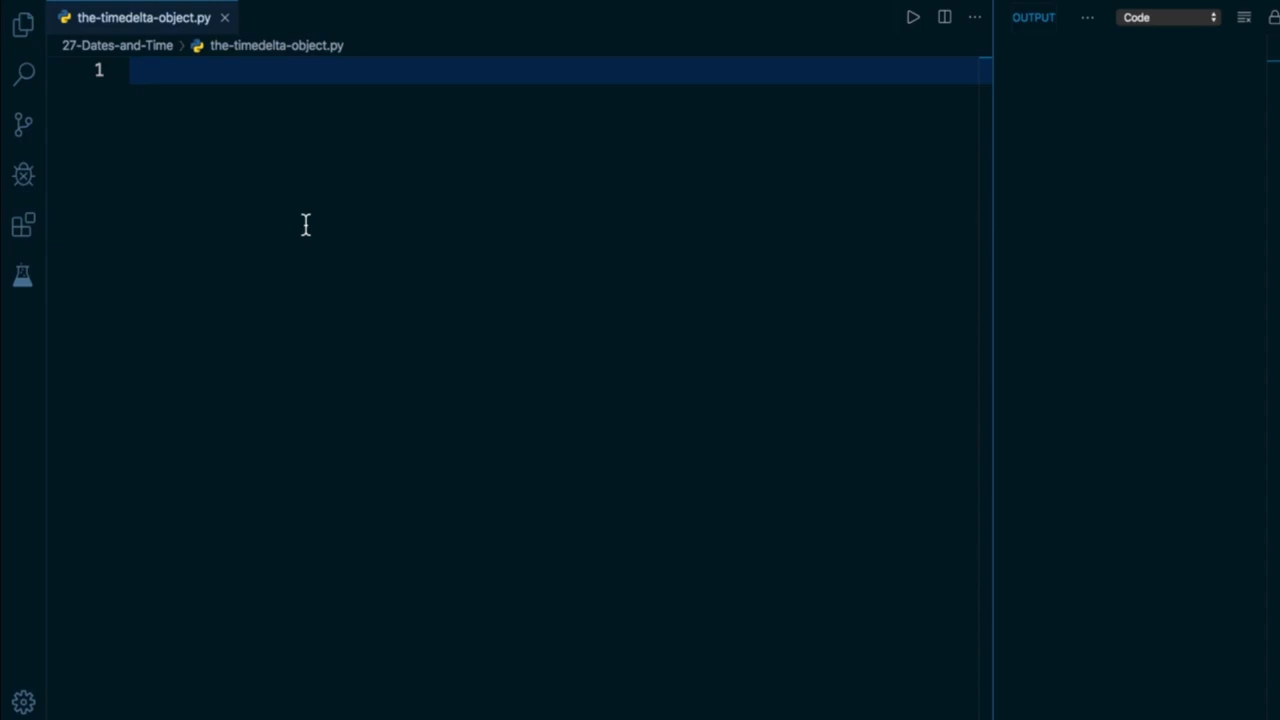 the-timedelta-object.py
OUTPUT
Code
27-Dates-and-Time > the-timedelta-object.py
1